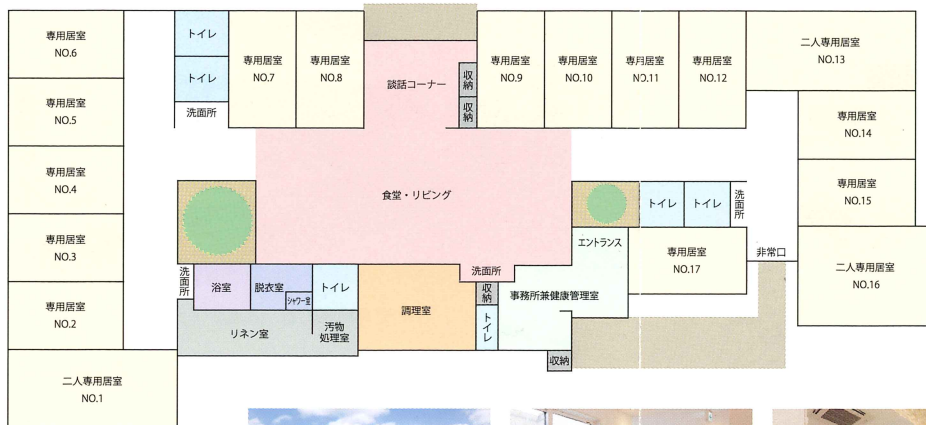 専用居室
NO.6
専用居室
NO.5
専用居室
NO.4
専用居室
NO.3
専用居室
NO.2
二人専用居室
NO.1
トイレ
トイレ
洗面所
専用居室
NO.7
専用居室
NO.8
談話コーナー
収納
収納
専用居室
NO.9
専用居室
NO.10
専用居室
NO.11
専用居室
NO.12
二人専用居室
NO.13
専用居室
NO.14
専用居室
NO.15
二人専用居室
NO.16
食堂・リビング
トイレ
トイレ
洗面所
エントランス
専用居室
NO.17
非常口
洗面所
浴室
脱衣室
シャワー室
トイレ
リネン室
汚物
処理室
調理室
洗面所
収納
トイレ
事務所兼健康管理室
収納